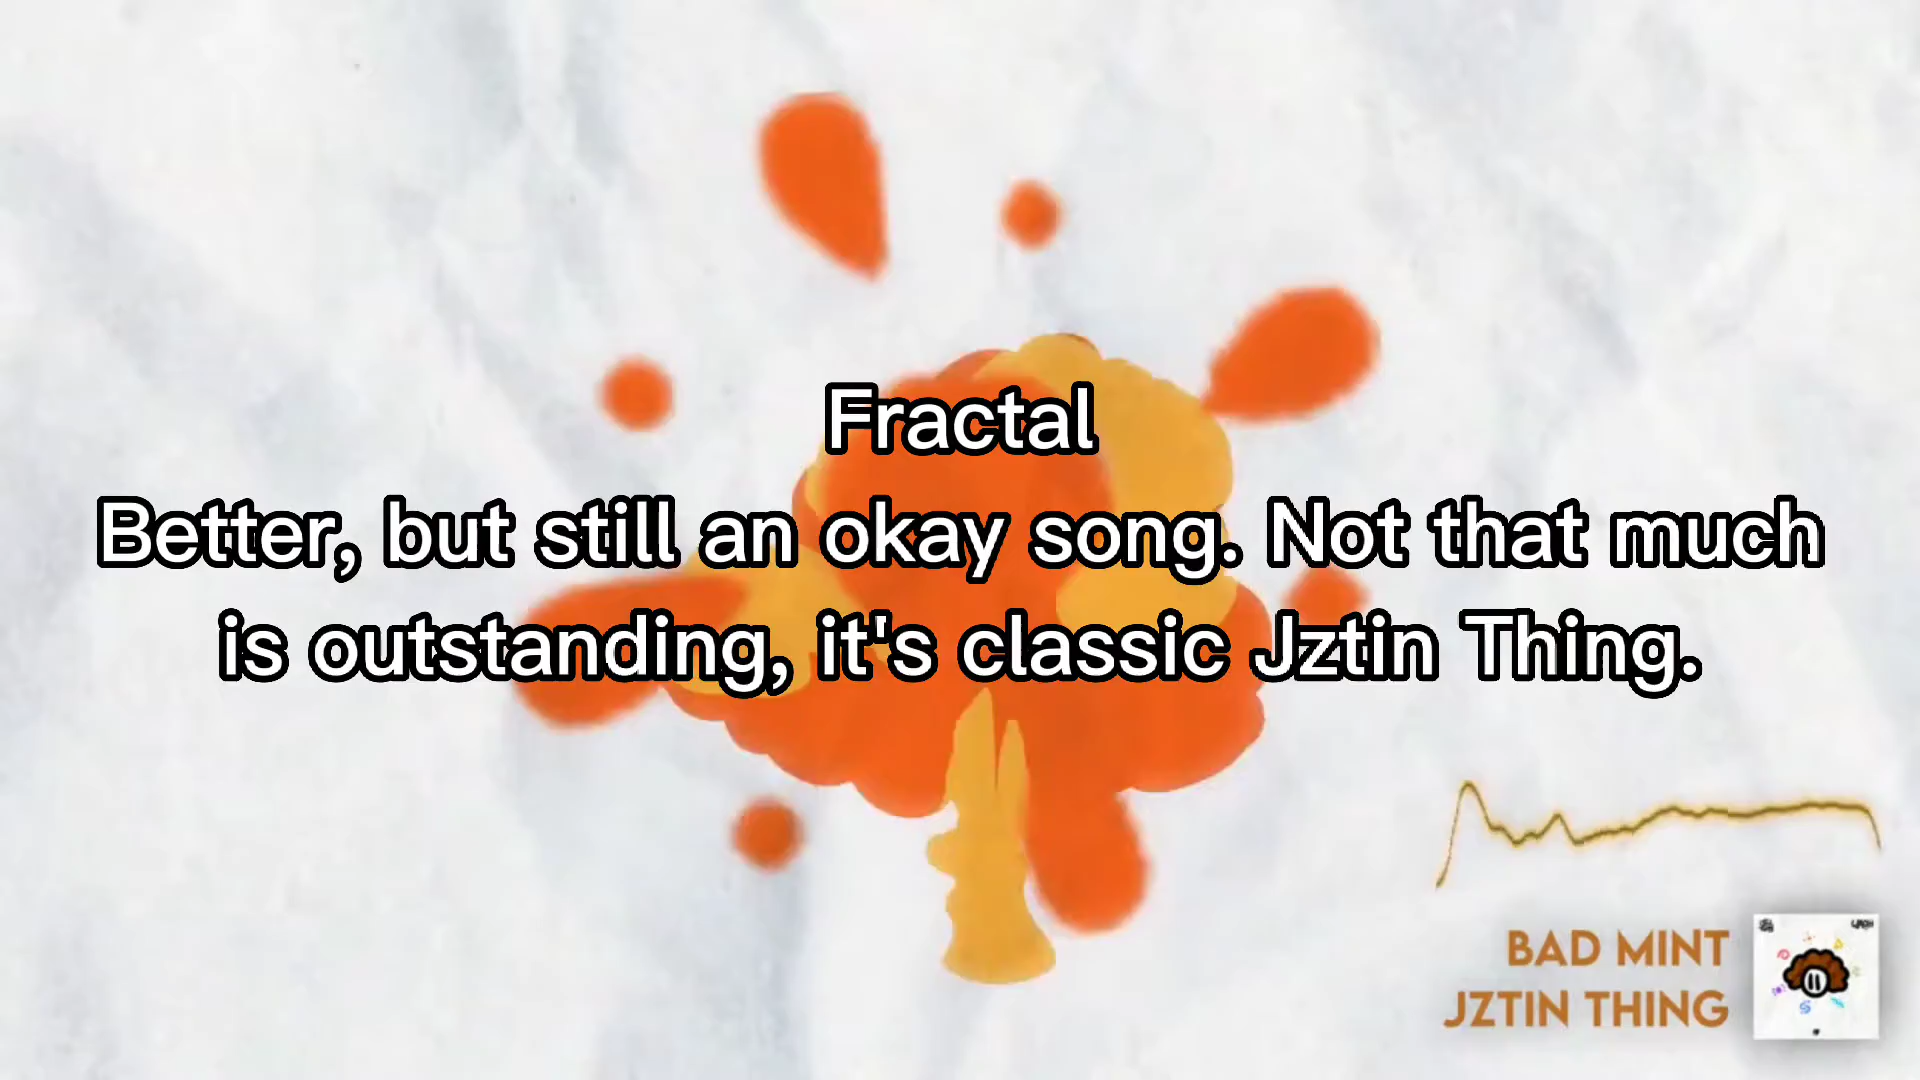 Fractal
Better, but still an okay song. Not that much
is outstanding, it's classic Jztin Thing.
BAD MINT
JZTIN THING